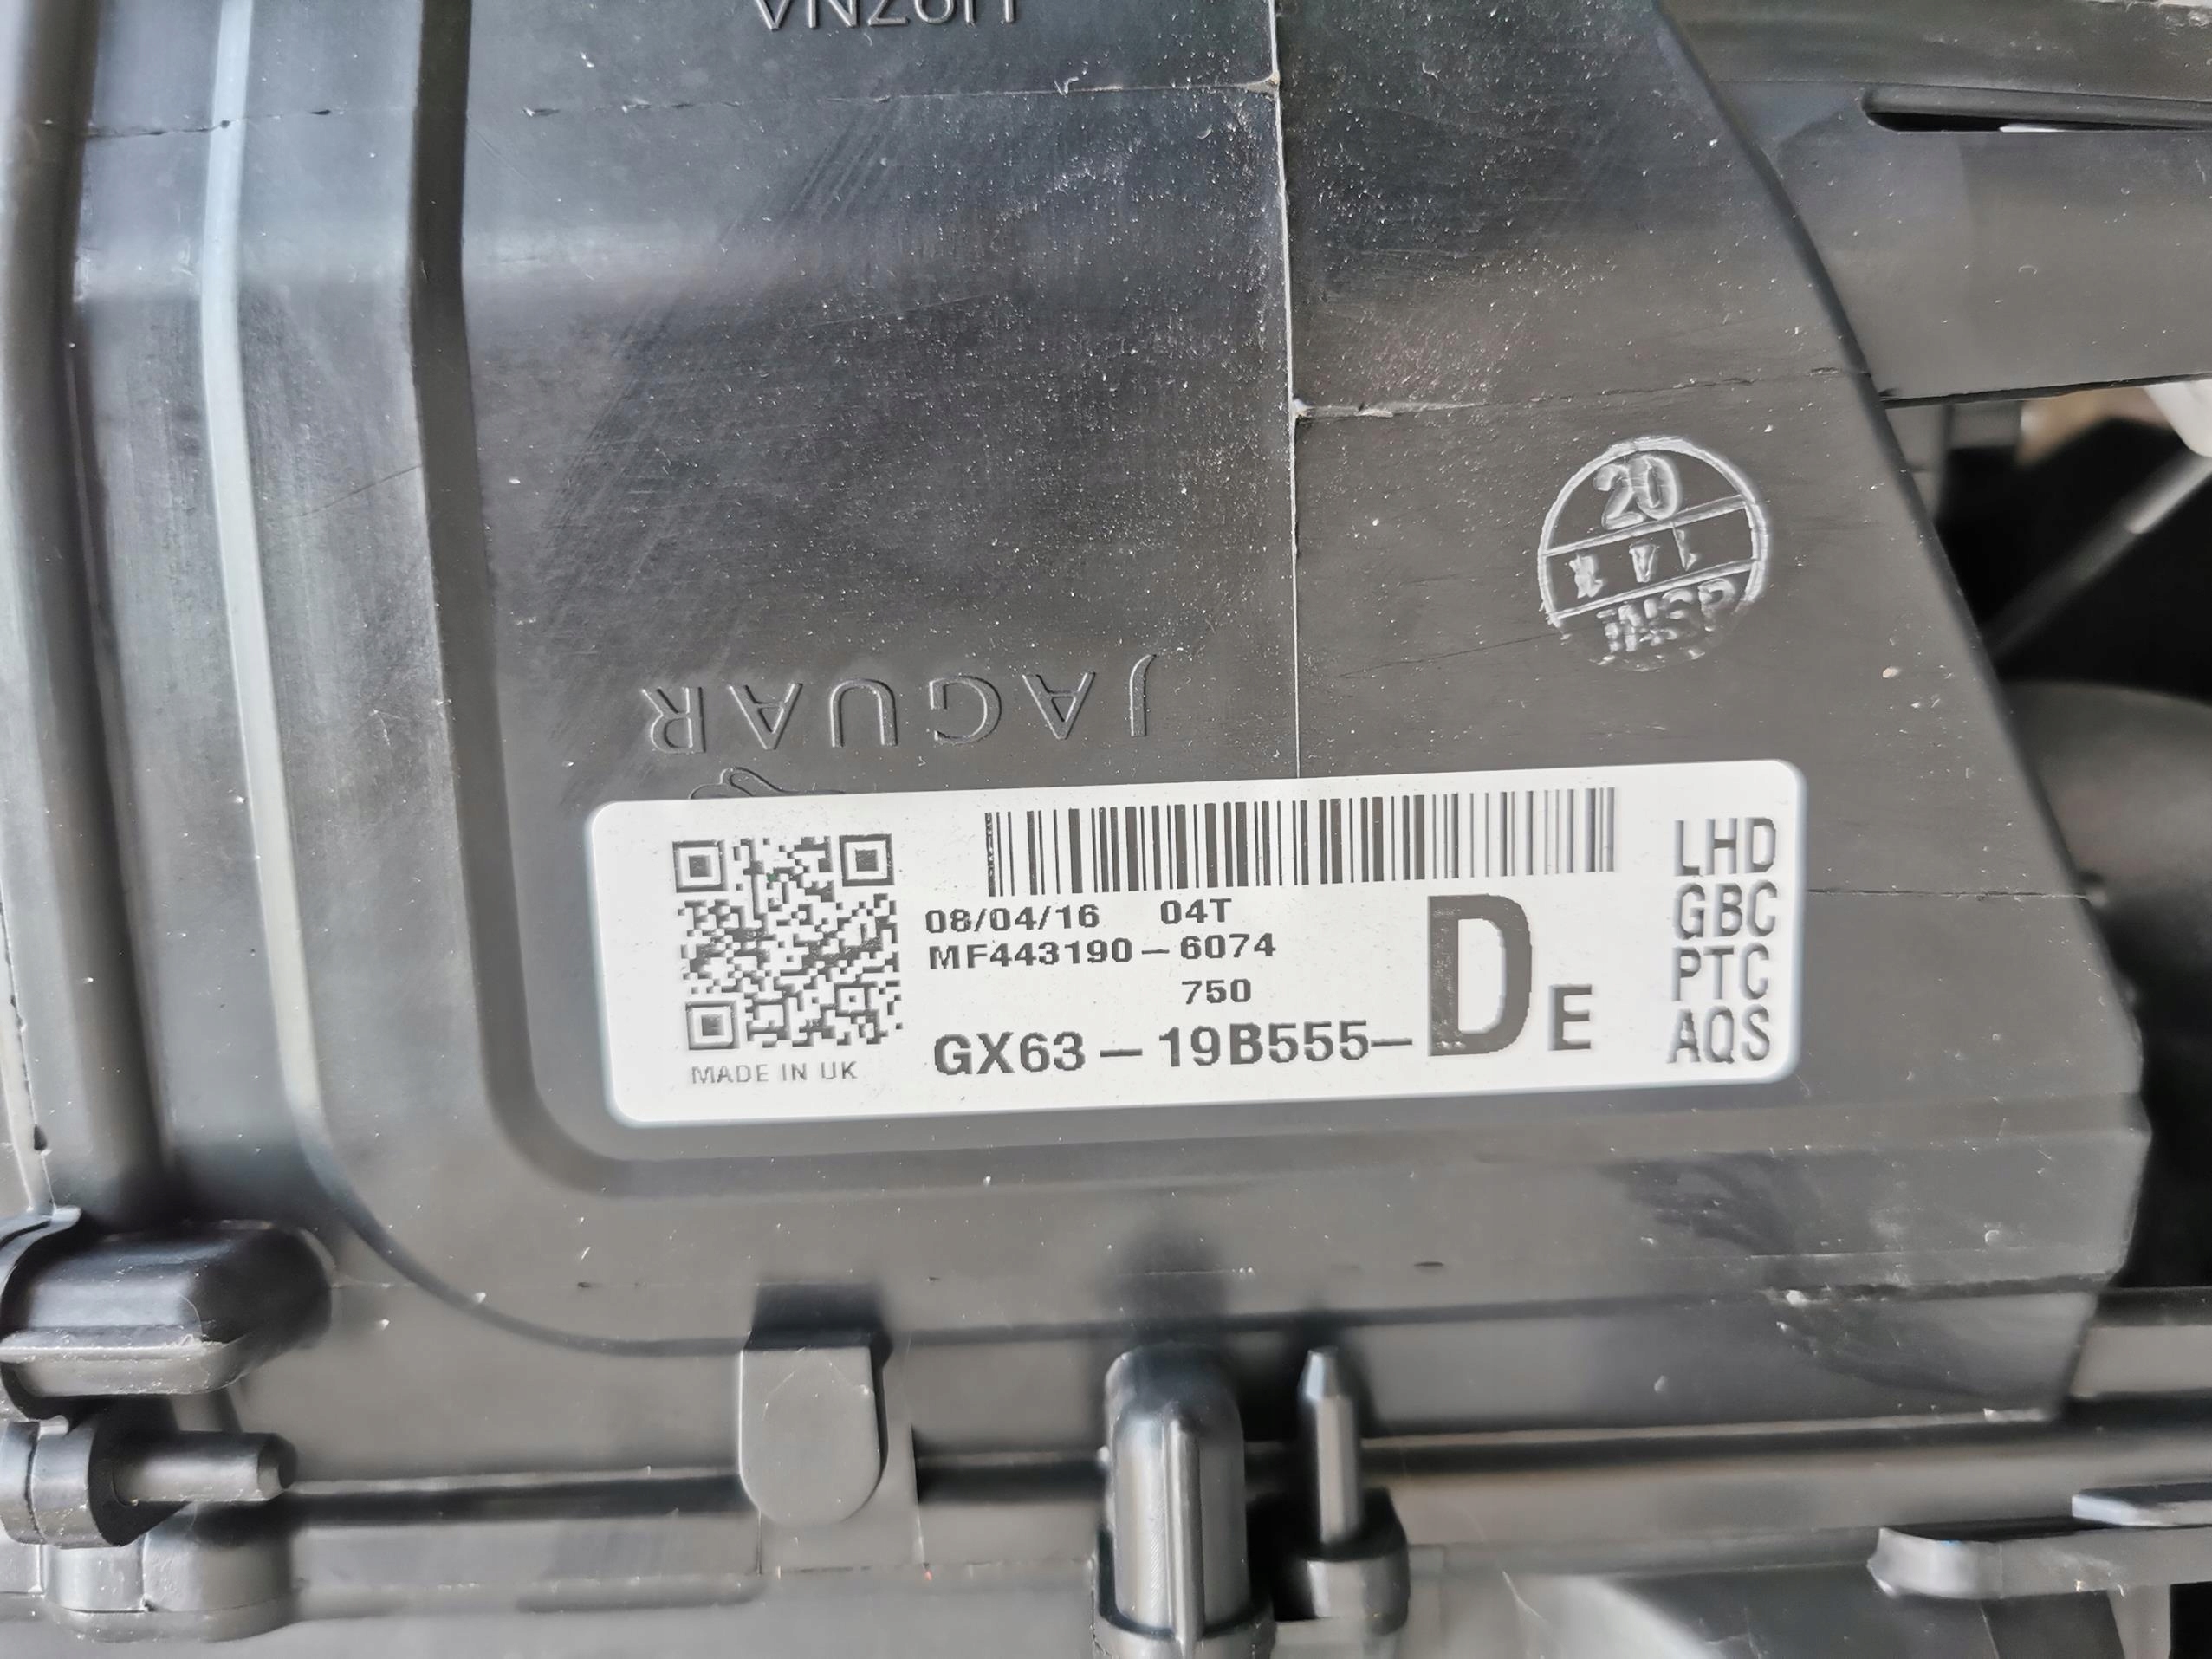 JAGUAR
20
INSP
08/04/16 04T
MF443190-6074
750
GX63-19B555-DE
MADE IN UK
LHD
GBC
PTC
AQS